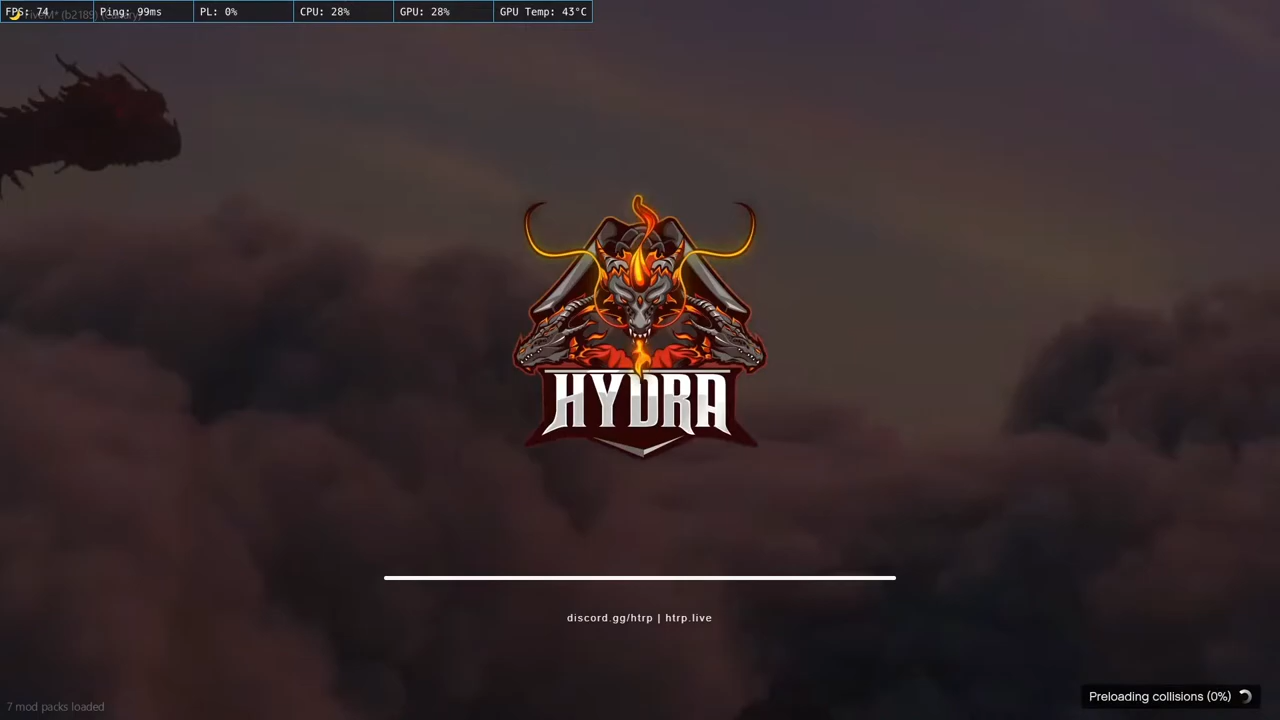 FPS: 74 Ping: 99ms PL: 0% CPU: 28% GPU: 28% GPU Temp: 43°C
HYDRA
discord.gg/htrp | htrp.live
Preloading collisions (0%)
7 mod packs loaded